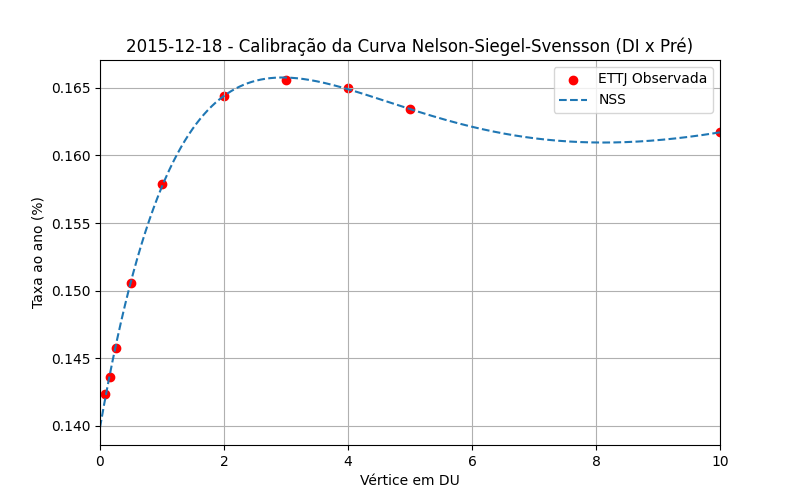 2015-12-18 - Calibração da Curva Nelson-Siegel-Svensson (DI x Pré)
ETTJ Observada
NSS
Taxa ao ano (%)
0.165
0.160
0.155
0.150
0.145
0.140
0 2 4 6 8 10
Vértice em DU